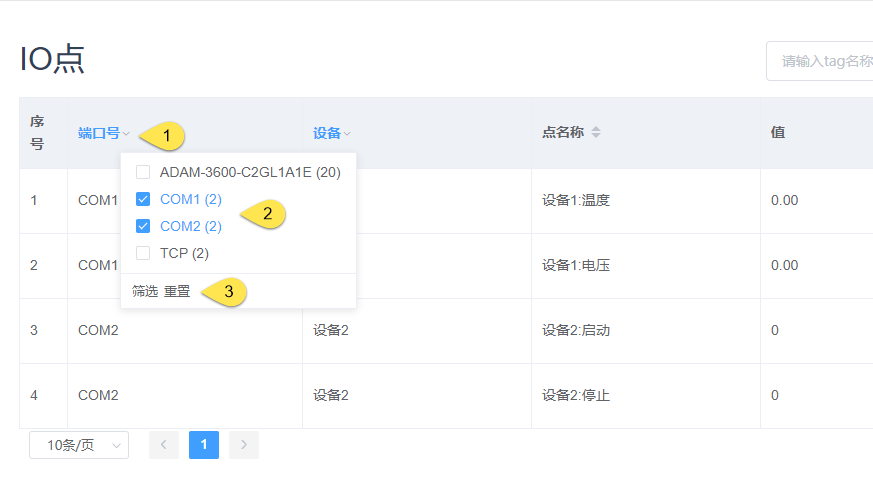 IO点
请输入tag名称
序号 端口号 设备 点名称 值
1
ADAM-3600-C2GL1A1E (20)
1 COM1 设备1:温度 0.00
COM1 (2)
2
COM2 (2)
TCP (2)
2 COM1 设备1:电压 0.00
筛选 重置
3
3 COM2 设备2 设备2:启动 0
4 COM2 设备2 设备2:停止 0
10条/页 1